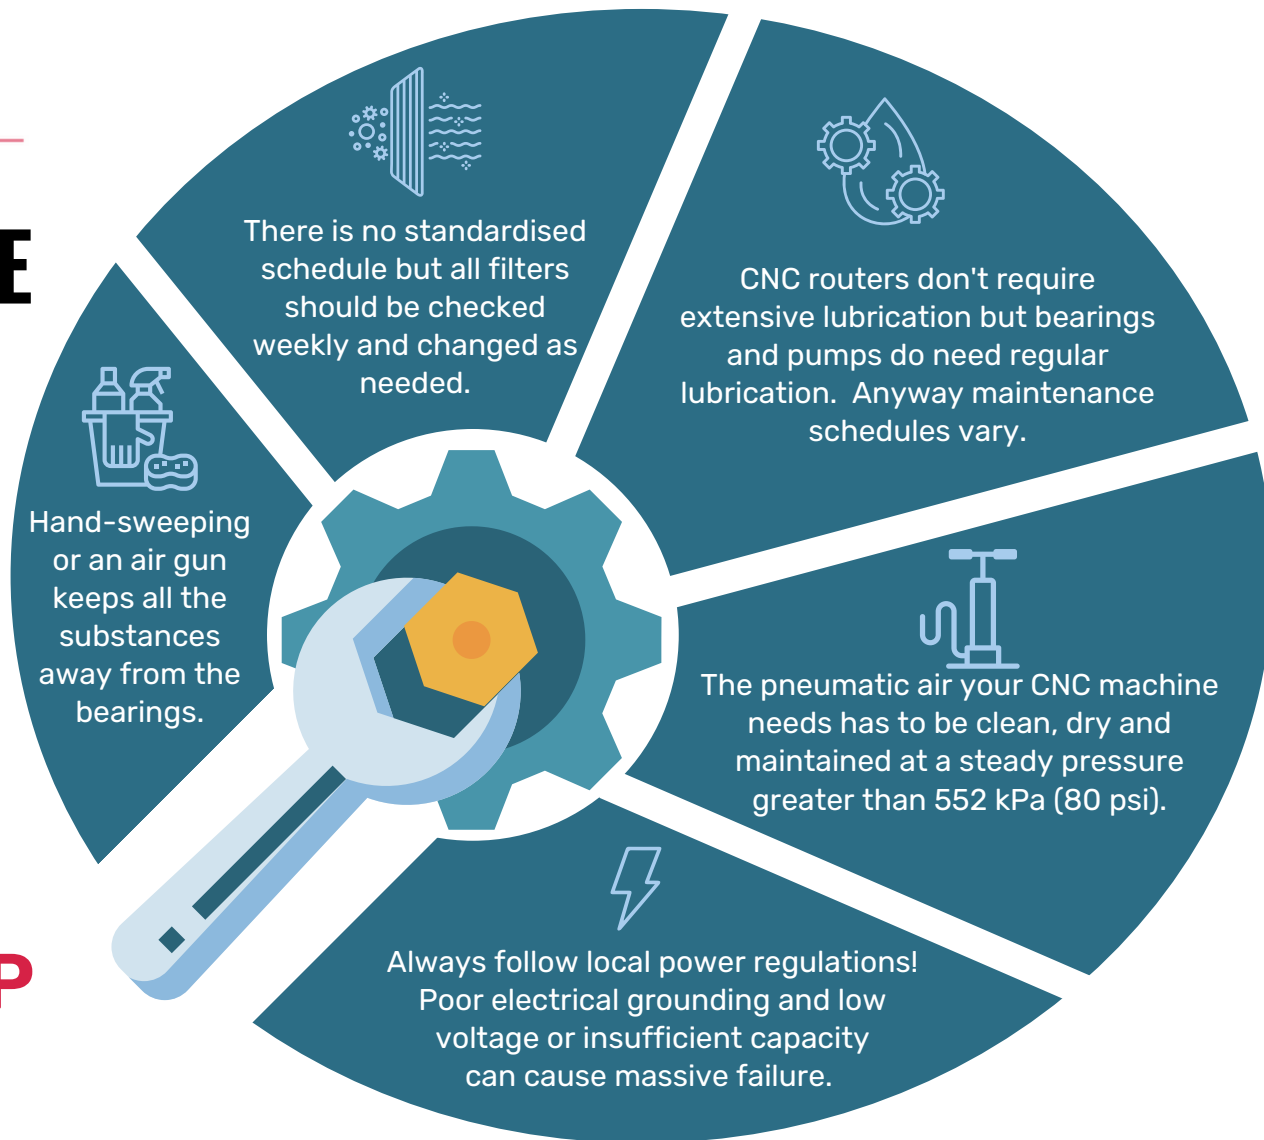 E
There is no standardised
schedule but all filters
should be checked
weekly and changed as
needed.
CNC routers don't require
extensive lubrication but bearings
and pumps do need regular
lubrication.  Anyway maintenance
schedules vary.
Hand-sweeping
or an air gun
keeps all the
substances
away from the
bearings.
The pneumatic air your CNC machine
needs has to be clean, dry and
maintained at a steady pressure
greater than 552 kPa (80 psi).
Always follow local power regulations!
Poor electrical grounding and low
voltage or insufficient capacity
can cause massive failure.
P